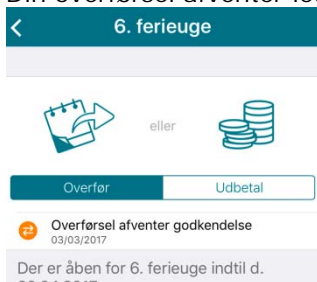 6. ferieuge
eller
Overfør
Udbetal
Overførsel afventer godkendelse
03/03/2017
Der er åben for 6. ferieuge indtil d.